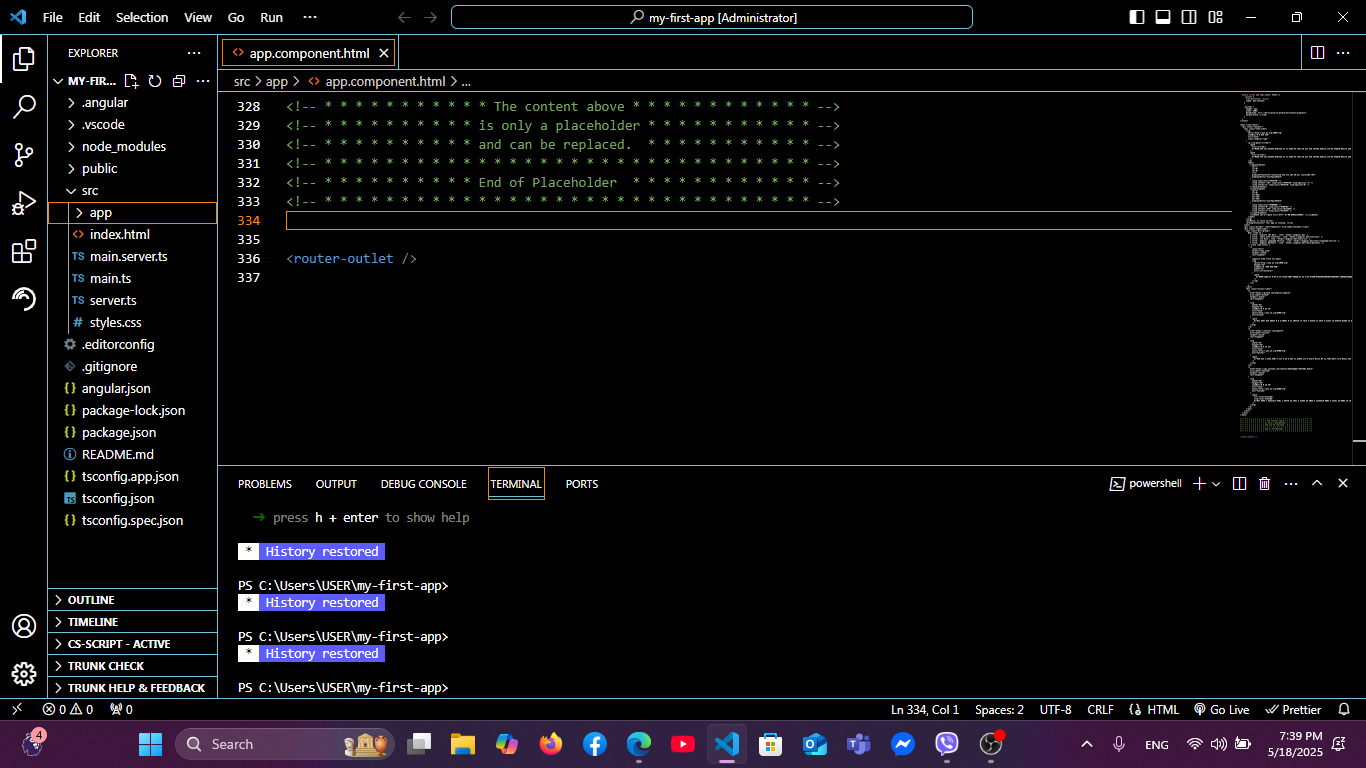 File Edit Selection View Go Run ···
my-first-app [Administrator]
EXPLORER ···
app.component.html
MY-FIR... ···
src > app > <> app.component.html > ...
.angular
.vscode
node_modules
public
src
app
<> index.html
TS main.server.ts
TS main.ts
TS server.ts
# styles.css
.editorconfig
.gitignore
{} angular.json
{} package-lock.json
{} package.json
README.md
{} tsconfig.app.json
TS tsconfig.json
{} tsconfig.spec.json
OUTLINE
TIMELINE
CS-SCRIPT - ACTIVE
TRUNK CHECK
TRUNK HELP & FEEDBACK
328 <!-- * * * * * * * * * * * The content above * * * * * * * * * * * * -->
329 <!-- * * * * * * * * * * is only a placeholder * * * * * * * * * * * -->
330 <!-- * * * * * * * * * * and can be replaced.  * * * * * * * * * * * -->
331 <!-- * * * * * * * * * * * * * * * * * * * * * * * * * * * * * * * * -->
332 <!-- * * * * * * * * * * End of Placeholder  * * * * * * * * * * * * -->
333 <!-- * * * * * * * * * * * * * * * * * * * * * * * * * * * * * * * * -->
334
335
336 <router-outlet />
337
PROBLEMS OUTPUT DEBUG CONSOLE TERMINAL PORTS
powershell
➜ press h + enter to show help
* History restored
PS C:\Users\USER\my-first-app>
* History restored
PS C:\Users\USER\my-first-app>
* History restored
PS C:\Users\USER\my-first-app>
0 0 0
Ln 334, Col 1 Spaces: 2 UTF-8 CRLF {} HTML Go Live Prettier
4
Search
ENG
7:39 PM
5/18/2025